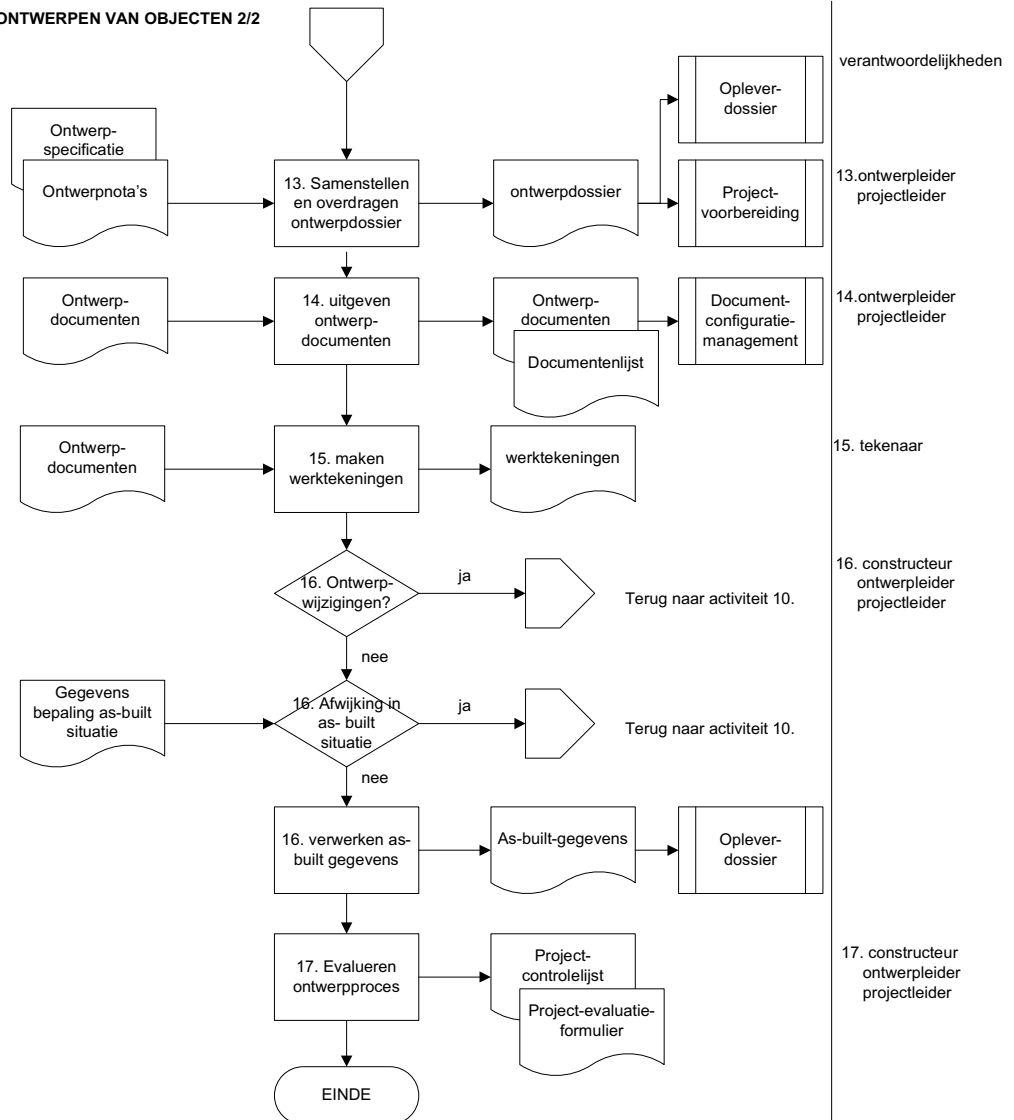 ONTWERPEN VAN OBJECTEN 2/2
verantwoordelijkheden
Oplever-
dossier
Ontwerp-
specificatie
Ontwerpnota's
13. Samenstellen
en overdragen
ontwerpdossier
ontwerpdossier
Project-
voorbereiding
13.ontwerpleider
projectleider
Ontwerp-
documenten
14. uitgeven
ontwerp-
documenten
Ontwerp-
documenten
Documentenlijst
Document-
configuratie-
management
14.ontwerpleider
projectleider
Ontwerp-
documenten
15. maken
werktekeningen
werktekeningen
15. tekenaar
16. Ontwerp-
wijzigingen?
ja
Terug naar activiteit 10.
16. constructeur
ontwerpleider
projectleider
nee
Gegevens
bepaling as-built
situatie
16. Afwijking in
as- built
situatie
ja
Terug naar activiteit 10.
nee
16. verwerken as-
built gegevens
As-built-gegevens
Oplever-
dossier
17. Evalueren
ontwerpproces
Project-
controlelijst
Project-evaluatie-
formulier
17. constructeur
ontwerpleider
projectleider
EINDE